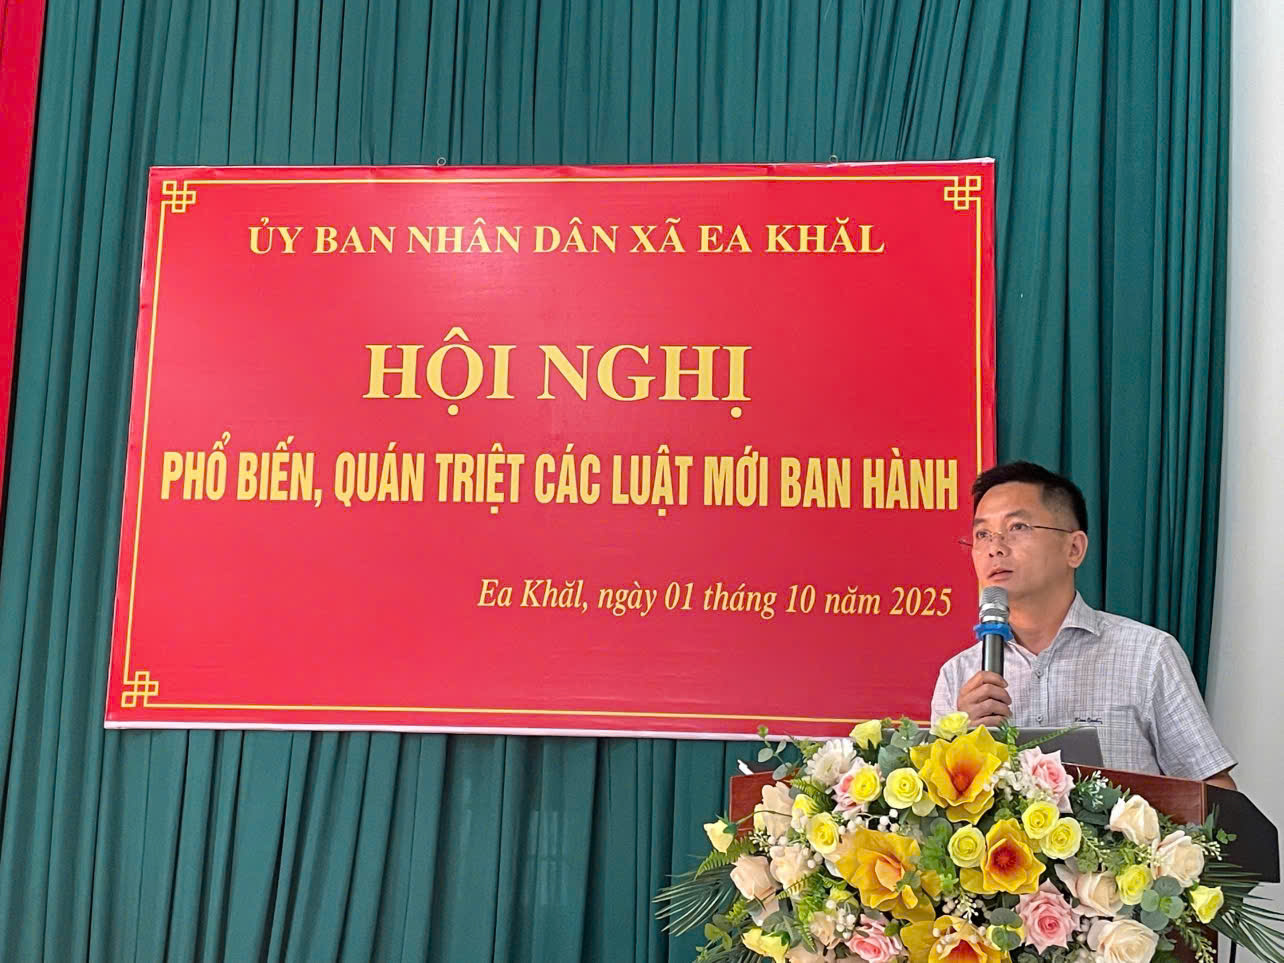 ỦY BAN NHÂN DÂN XÃ EA KHĂL
HỘI NGHỊ
PHỔ BIẾN, QUÁN TRIỆT CÁC LUẬT MỚI BAN HÀNH
Ea Khăl, ngày 01 tháng 10 năm 2025